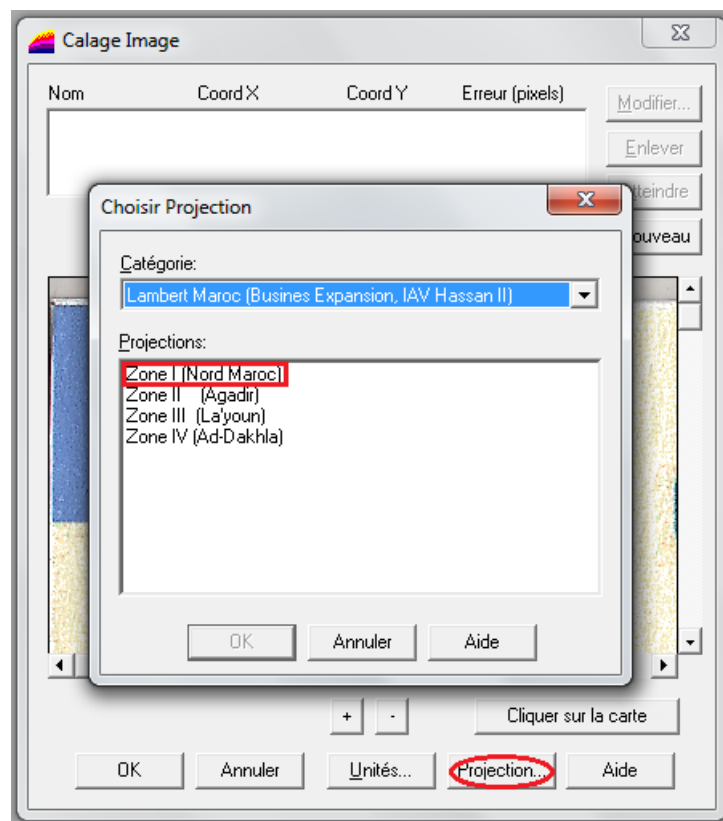 Calage Image
Nom Coord X Coord Y Erreur (pixels)
Modifier...
Enlever
tteindre
ouveau
Choisir Projection
Catégorie:
Lambert Maroc (Busines Expansion, IAV Hassan II)
Projections:
Zone I (Nord Maroc)
Zone II (Agadir)
Zone III (La'youn)
Zone IV (Ad-Dakhla)
OK Annuler Aide
+ - Cliquer sur la carte
OK Annuler Unités... Projection... Aide